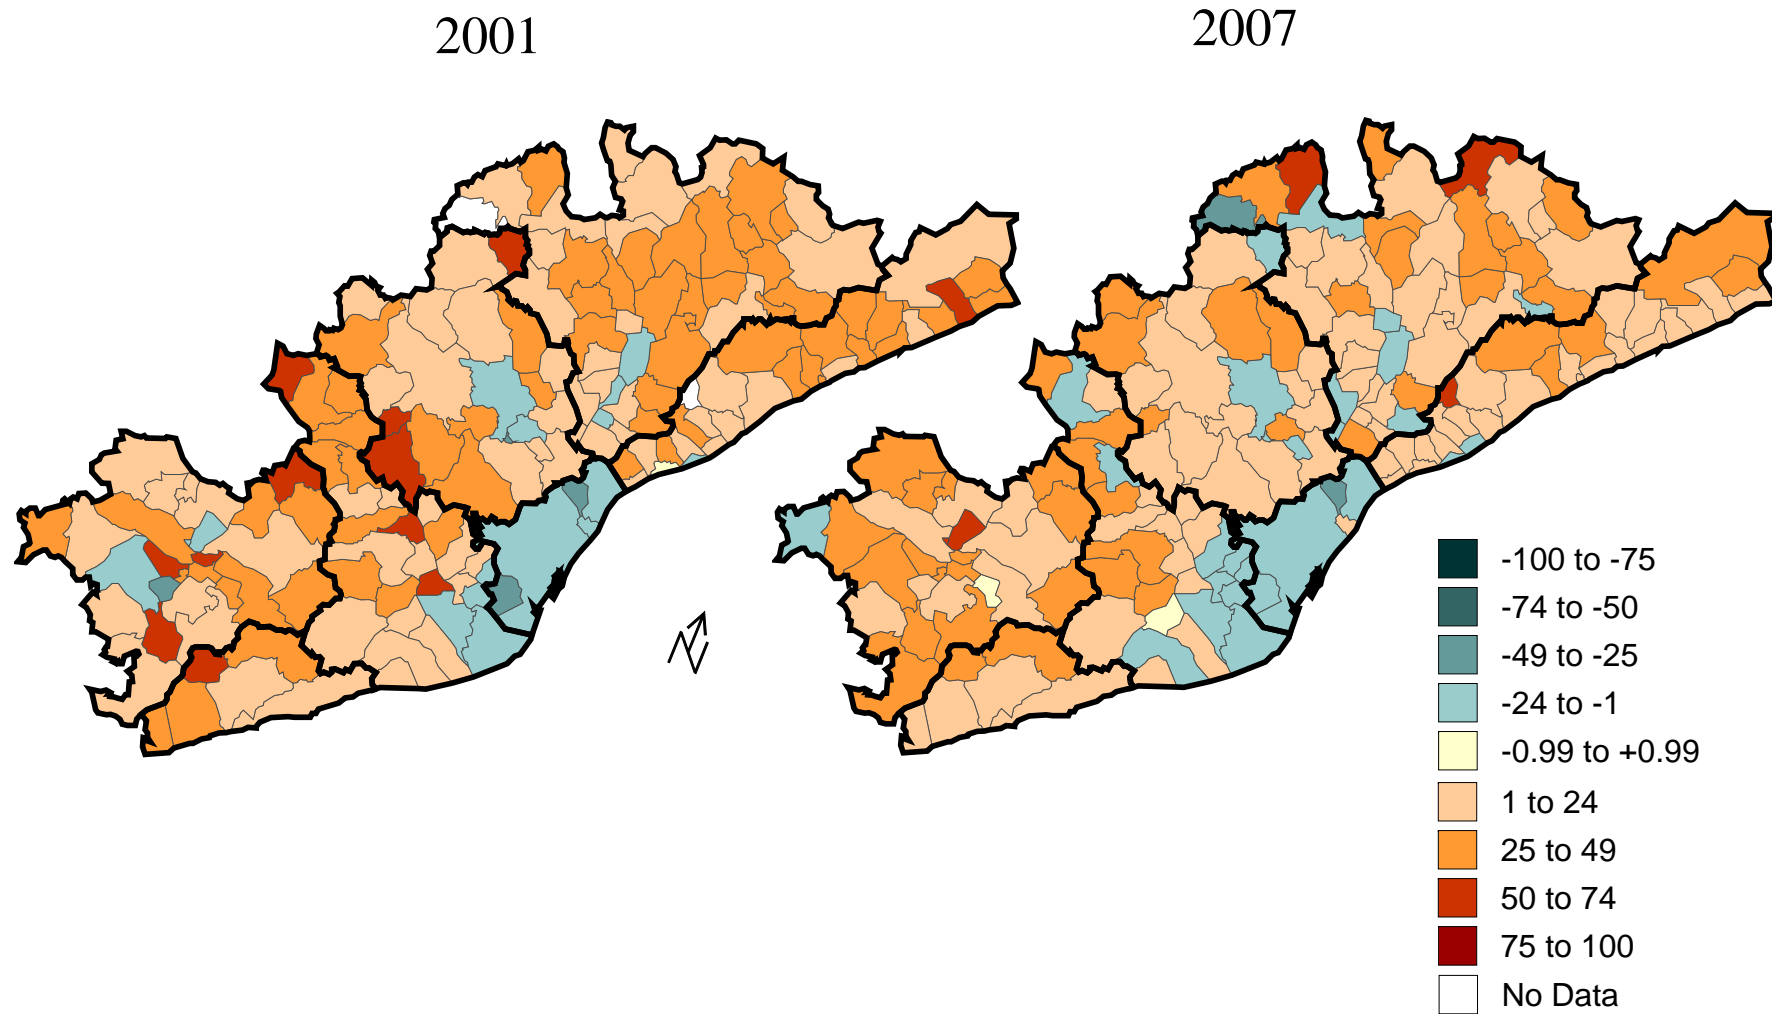 2001
2007
-100 to -75
-74 to -50
-49 to -25
-24 to -1
-0.99 to +0.99
1 to 24
25 to 49
50 to 74
75 to 100
No Data
N